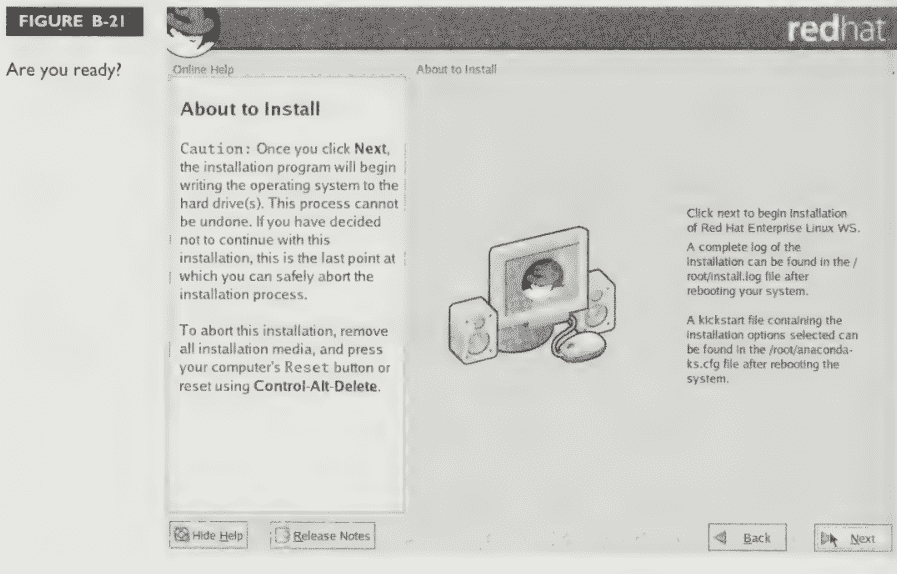 FIGURE B-21
Are you ready?
redhat
Online Help
About to Install
About to Install
Caution: Once you click Next,
the installation program will begin
writing the operating system to the
hard drive(s). This process cannot
be undone. If you have decided
not to continue with this
installation, this is the last point at
which you can safely abort the
installation process.
To abort this installation, remove
all installation media, and press
your computer's Reset button or
reset using Control-Alt-Delete.
Click next to begin installation
of Red Hat Enterprise Linux WS.
A complete log of the
installation can be found in the /
root/install.log file after
rebooting your system.
A kickstart file containing the
installation options selected can
be found in the /root/anaconda-
ks.cfg file after rebooting the
system.
Hide Help
Release Notes
Back
Next